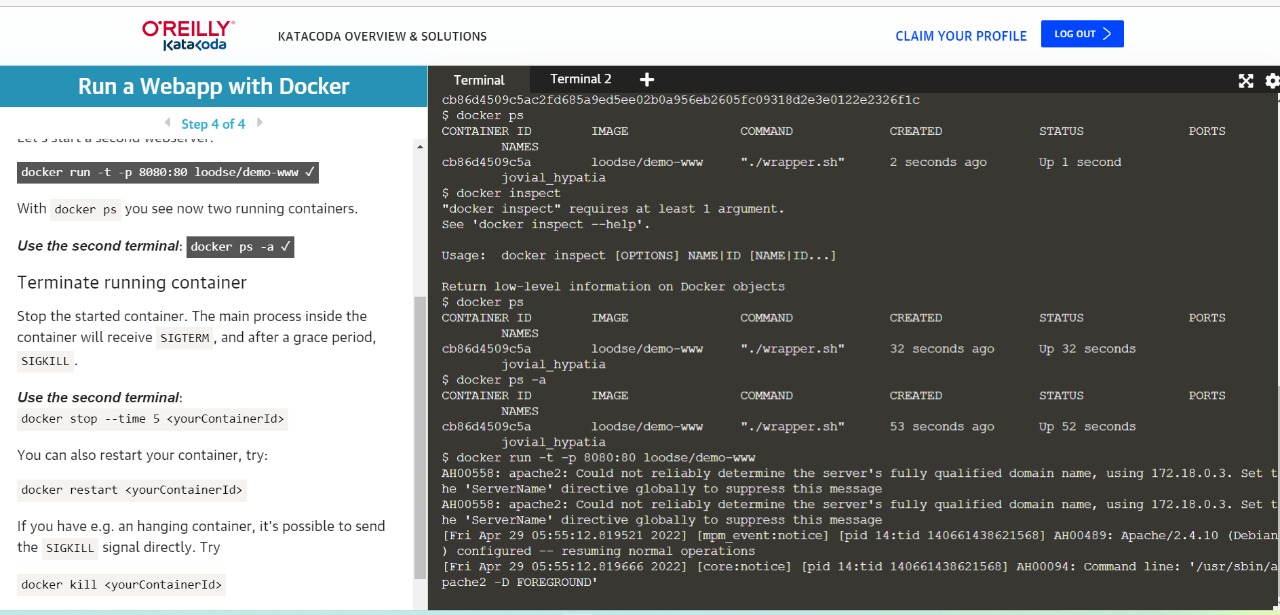 O'REILLY
Katacoda
KATACODA OVERVIEW & SOLUTIONS
CLAIM YOUR PROFILE
LOG OUT
Run a Webapp with Docker
Step 4 of 4
Let's start a second webserver:
docker run -t -p 8080:80 loodse/demo-www ✓
With docker ps you see now two running containers.
Use the second terminal: docker ps -a ✓
Terminate running container
Stop the started container. The main process inside the
container will receive SIGTERM , and after a grace period,
SIGKILL .
Use the second terminal:
docker stop --time 5 <yourContainerId>
You can also restart your container, try:
docker restart <yourContainerId>
If you have e.g. an hanging container, it's possible to send
the SIGKILL signal directly. Try
docker kill <yourContainerId>
Terminal
Terminal 2
cb86d4509c5ac2fd685a9ed5ee02b0a956eb2605fc09318d2e3e0122e2326f1c
$ docker ps
CONTAINER ID IMAGE COMMAND CREATED STATUS PORTS
NAMES
cb86d4509c5a loodse/demo-www "./wrapper.sh" 2 seconds ago Up 1 second
jovial_hypatia
$ docker inspect
"docker inspect" requires at least 1 argument.
See 'docker inspect --help'.
Usage: docker inspect [OPTIONS] NAME|ID [NAME|ID...]
Return low-level information on Docker objects
$ docker ps
CONTAINER ID IMAGE COMMAND CREATED STATUS PORTS
NAMES
cb86d4509c5a loodse/demo-www "./wrapper.sh" 32 seconds ago Up 32 seconds
jovial_hypatia
$ docker ps -a
CONTAINER ID IMAGE COMMAND CREATED STATUS PORTS
NAMES
cb86d4509c5a loodse/demo-www "./wrapper.sh" 53 seconds ago Up 52 seconds
jovial_hypatia
$ docker run -t -p 8080:80 loodse/demo-www
AH00558: apache2: Could not reliably determine the server's fully qualified domain name, using 172.18.0.3. Set t
he 'ServerName' directive globally to suppress this message
AH00558: apache2: Could not reliably determine the server's fully qualified domain name, using 172.18.0.3. Set t
he 'ServerName' directive globally to suppress this message
[Fri Apr 29 05:55:12.819521 2022] [mpm_event:notice] [pid 14:tid 140661438621568] AH00489: Apache/2.4.10 (Debian
) configured -- resuming normal operations
[Fri Apr 29 05:55:12.819666 2022] [core:notice] [pid 14:tid 140661438621568] AH00094: Command line: '/usr/sbin/a
pache2 -D FOREGROUND'